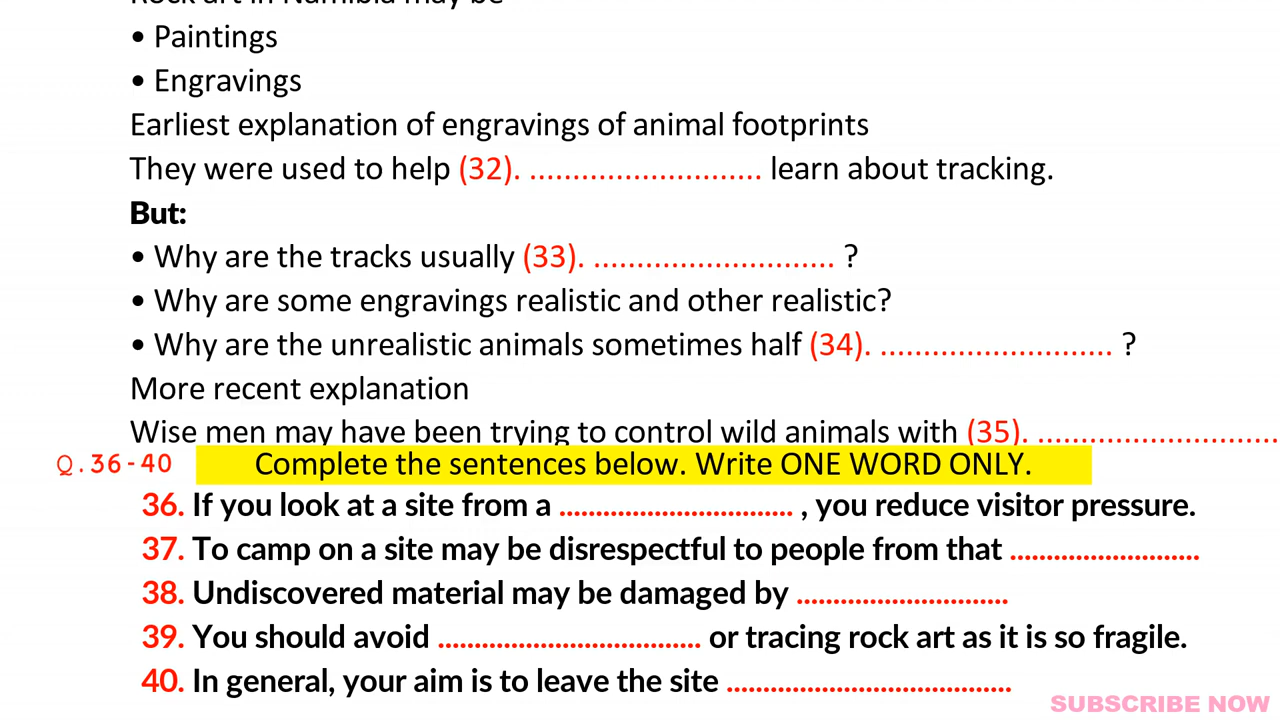 Rock art in Namibia may be
• Paintings
• Engravings
Earliest explanation of engravings of animal footprints
They were used to help (32). ........................... learn about tracking.
But:
• Why are the tracks usually (33). ............................ ?
• Why are some engravings realistic and other realistic?
• Why are the unrealistic animals sometimes half (34). ........................... ?
More recent explanation
Wise men may have been trying to control wild animals with (35). ............................
Q.36-40 Complete the sentences below. Write ONE WORD ONLY.
36. If you look at a site from a ................................ , you reduce visitor pressure.
37. To camp on a site may be disrespectful to people from that ..........................
38. Undiscovered material may be damaged by .............................
39. You should avoid .................................... or tracing rock art as it is so fragile.
40. In general, your aim is to leave the site .......................................
SUBSCRIBE NOW